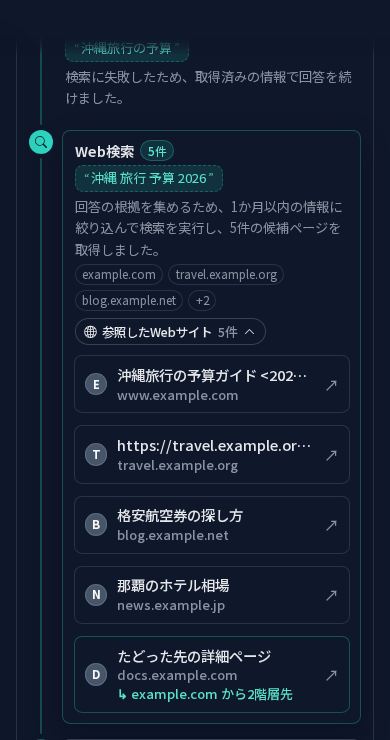 “沖縄旅行の予算”
検索に失敗したため、取得済みの情報で回答を続
けました。
Web検索 5件
“沖縄 旅行 予算 2026”
回答の根拠を集めるため、1か月以内の情報に
絞り込んで検索を実行し、5件の候補ページを
取得しました。
example.com travel.example.org
blog.example.net +2
参照したWebサイト 5件
E 沖縄旅行の予算ガイド <202…
www.example.com
T https://travel.example.or…
travel.example.org
B 格安航空券の探し方
blog.example.net
N 那覇のホテル相場
news.example.jp
D たどった先の詳細ページ
docs.example.com
↳ example.com から2階層先